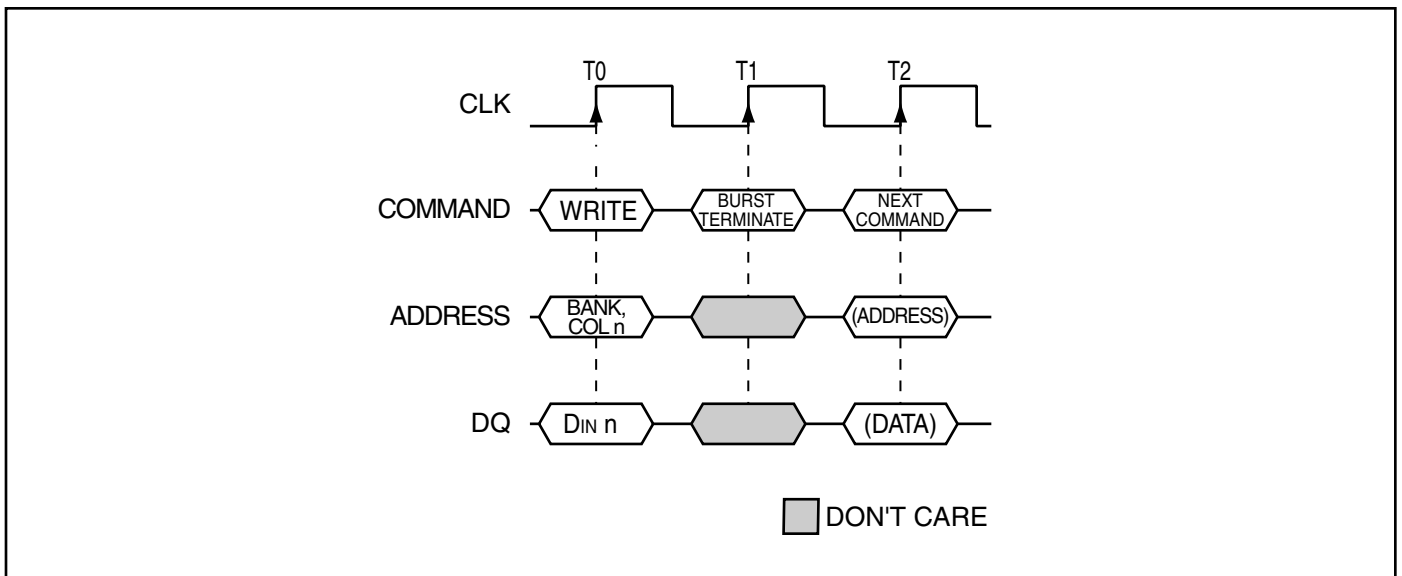 T0 T1 T2
CLK
COMMAND WRITE BURST TERMINATE NEXT COMMAND
ADDRESS BANK, COL n (ADDRESS)
DQ DIN n (DATA)
DON'T CARE